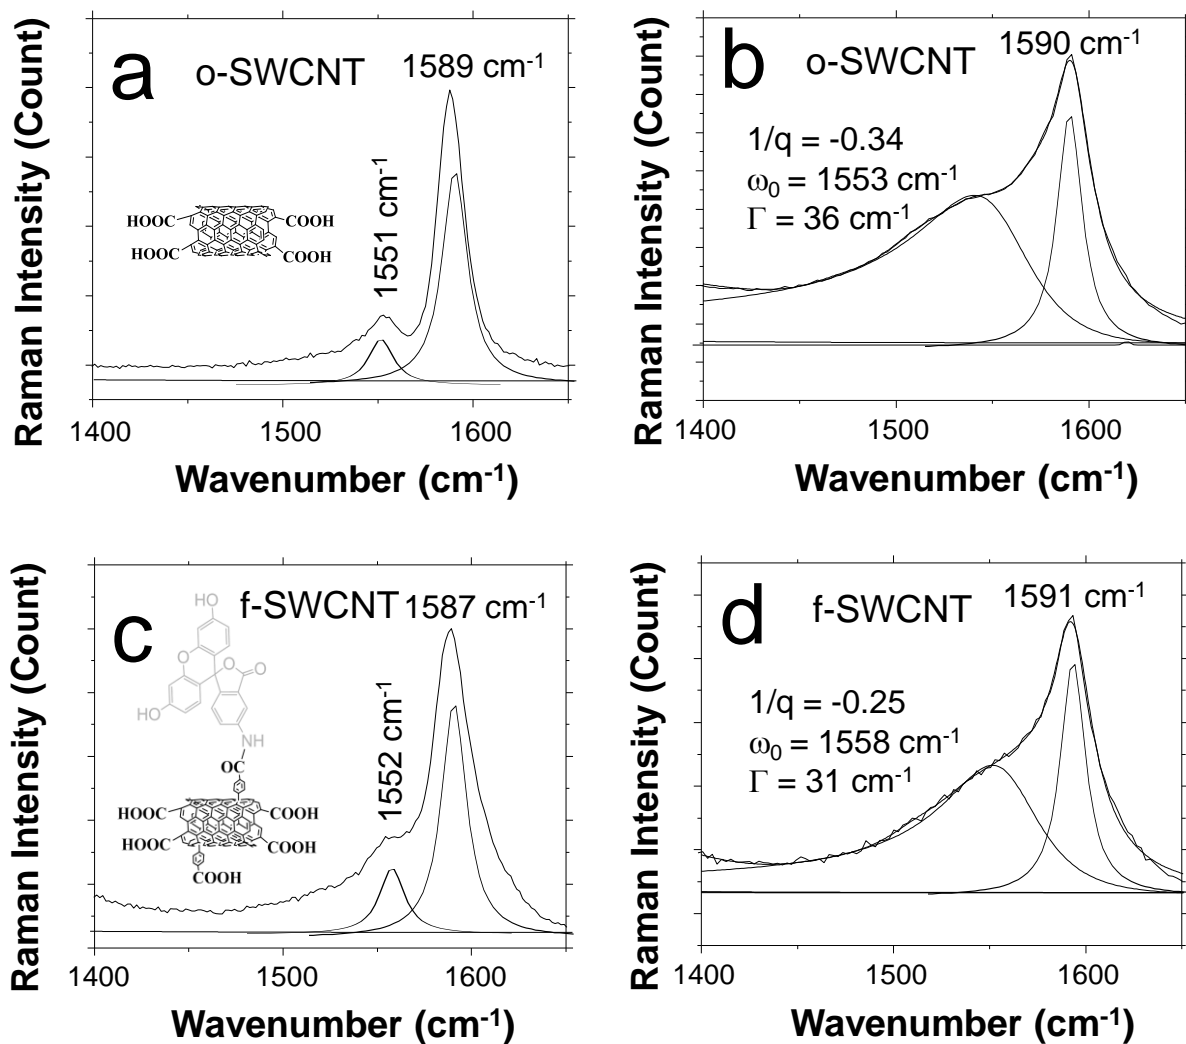 a
o-SWCNT
1589 cm-1
1551 cm-1
HOOC
COOH
HOOC
COOH
Raman Intensity (Count)
1400
1500
1600
Wavenumber (cm-1)
b
o-SWCNT
1590 cm-1
1/q = -0.34
ω0 = 1553 cm-1
Γ = 36 cm-1
Raman Intensity (Count)
1400
1500
1600
Wavenumber (cm-1)
c
f-SWCNT
1587 cm-1
1552 cm-1
HO
O
O
O
HO
NH
OC
HOOC
COOH
HOOC
COOH
COOH
Raman Intensity (Count)
1400
1500
1600
Wavenumber (cm-1)
d
f-SWCNT
1591 cm-1
1/q = -0.25
ω0 = 1558 cm-1
Γ = 31 cm-1
Raman Intensity (Count)
1400
1500
1600
Wavenumber (cm-1)